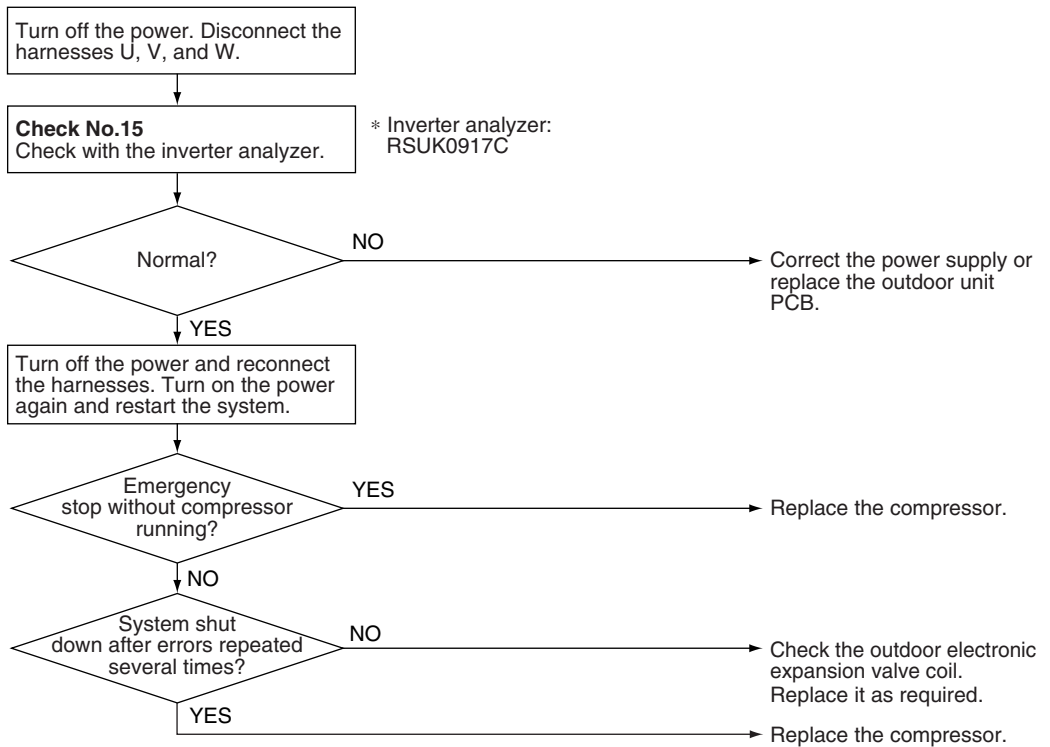 Turn off the power. Disconnect the
harnesses U, V, and W.
Check No.15
Check with the inverter analyzer.
* Inverter analyzer:
RSUK0917C
Normal?
NO
Correct the power supply or
replace the outdoor unit
PCB.
YES
Turn off the power and reconnect
the harnesses. Turn on the power
again and restart the system.
Emergency
stop without compressor
running?
YES
Replace the compressor.
NO
System shut
down after errors repeated
several times?
NO
Check the outdoor electronic
expansion valve coil.
Replace it as required.
YES
Replace the compressor.